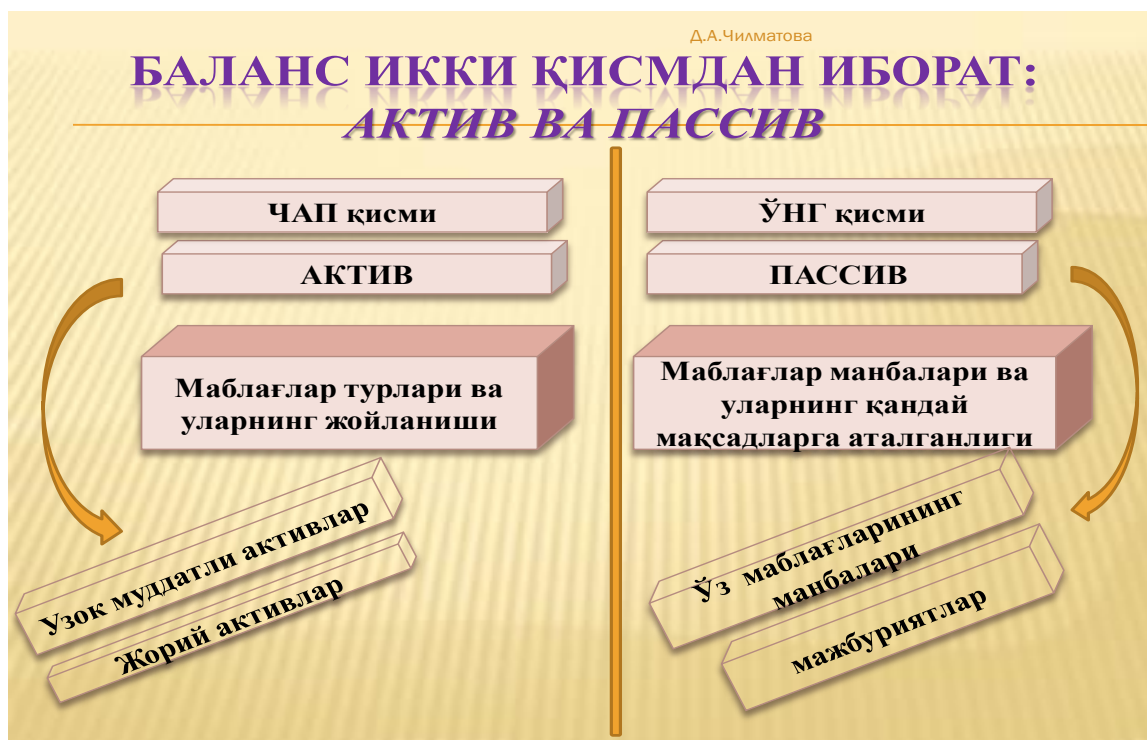 Д.А.Чилматова
БАЛАНС ИККИ ҚИСМДАН ИБОРАТ:
АКТИВ ВА ПАССИВ
ЧАП қисми
АКТИВ
Маблағлар турлари ва
уларнинг жойланиши
Узок муддатли активлар
Жорий активлар
ЎНГ қисми
ПАССИВ
Маблағлар манбалари ва
уларнинг қандай
мақсадларга аталганлиги
Ўз маблағларининг
манбалари
мажбуриятлар